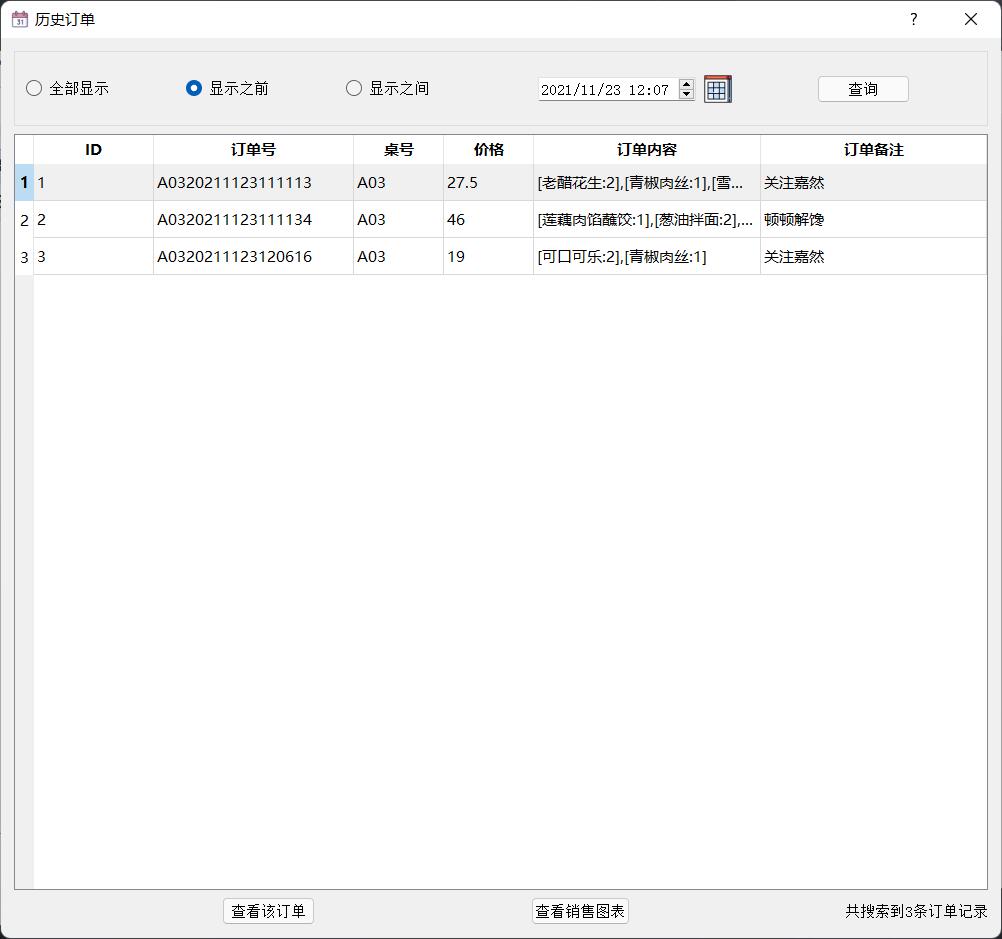 历史订单 ?
全部显示 显示之前 显示之间 2021/11/23 12:07 查询
ID 订单号 桌号 价格 订单内容 订单备注
1 1 A0320211123111113 A03 27.5 [老醋花生:2],[青椒肉丝:1],[雪... 关注嘉然
2 2 A0320211123111134 A03 46 [莲藕肉馅蘸饺:1],[葱油拌面:2],... 顿顿解馋
3 3 A0320211123120616 A03 19 [可口可乐:2],[青椒肉丝:1] 关注嘉然
查看该订单 查看销售图表 共搜索到3条订单记录